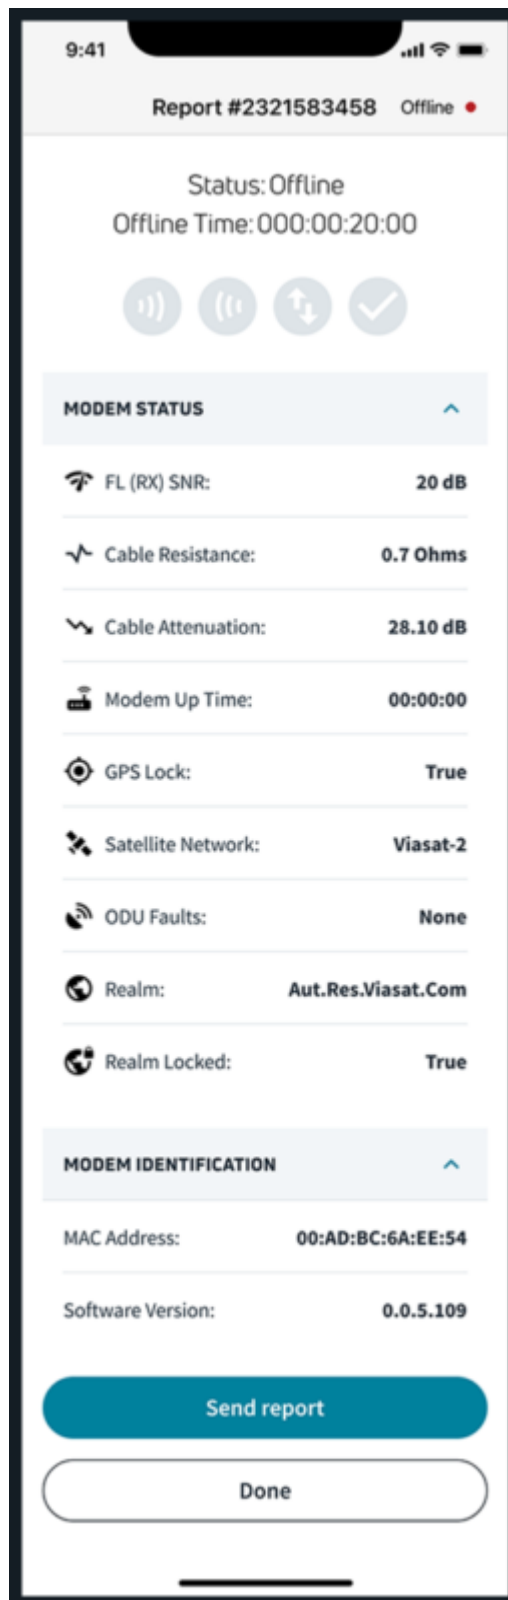 9:41
Report #2321583458 Offline
Status: Offline
Offline Time: 000:00:20:00
MODEM STATUS
FL (RX) SNR: 20 dB
Cable Resistance: 0.7 Ohms
Cable Attenuation: 28.10 dB
Modem Up Time: 00:00:00
GPS Lock: True
Satellite Network: Viasat-2
ODU Faults: None
Realm: Aut.Res.Viasat.Com
Realm Locked: True
MODEM IDENTIFICATION
MAC Address: 00:AD:BC:6A:EE:54
Software Version: 0.0.5.109
Send report
Done